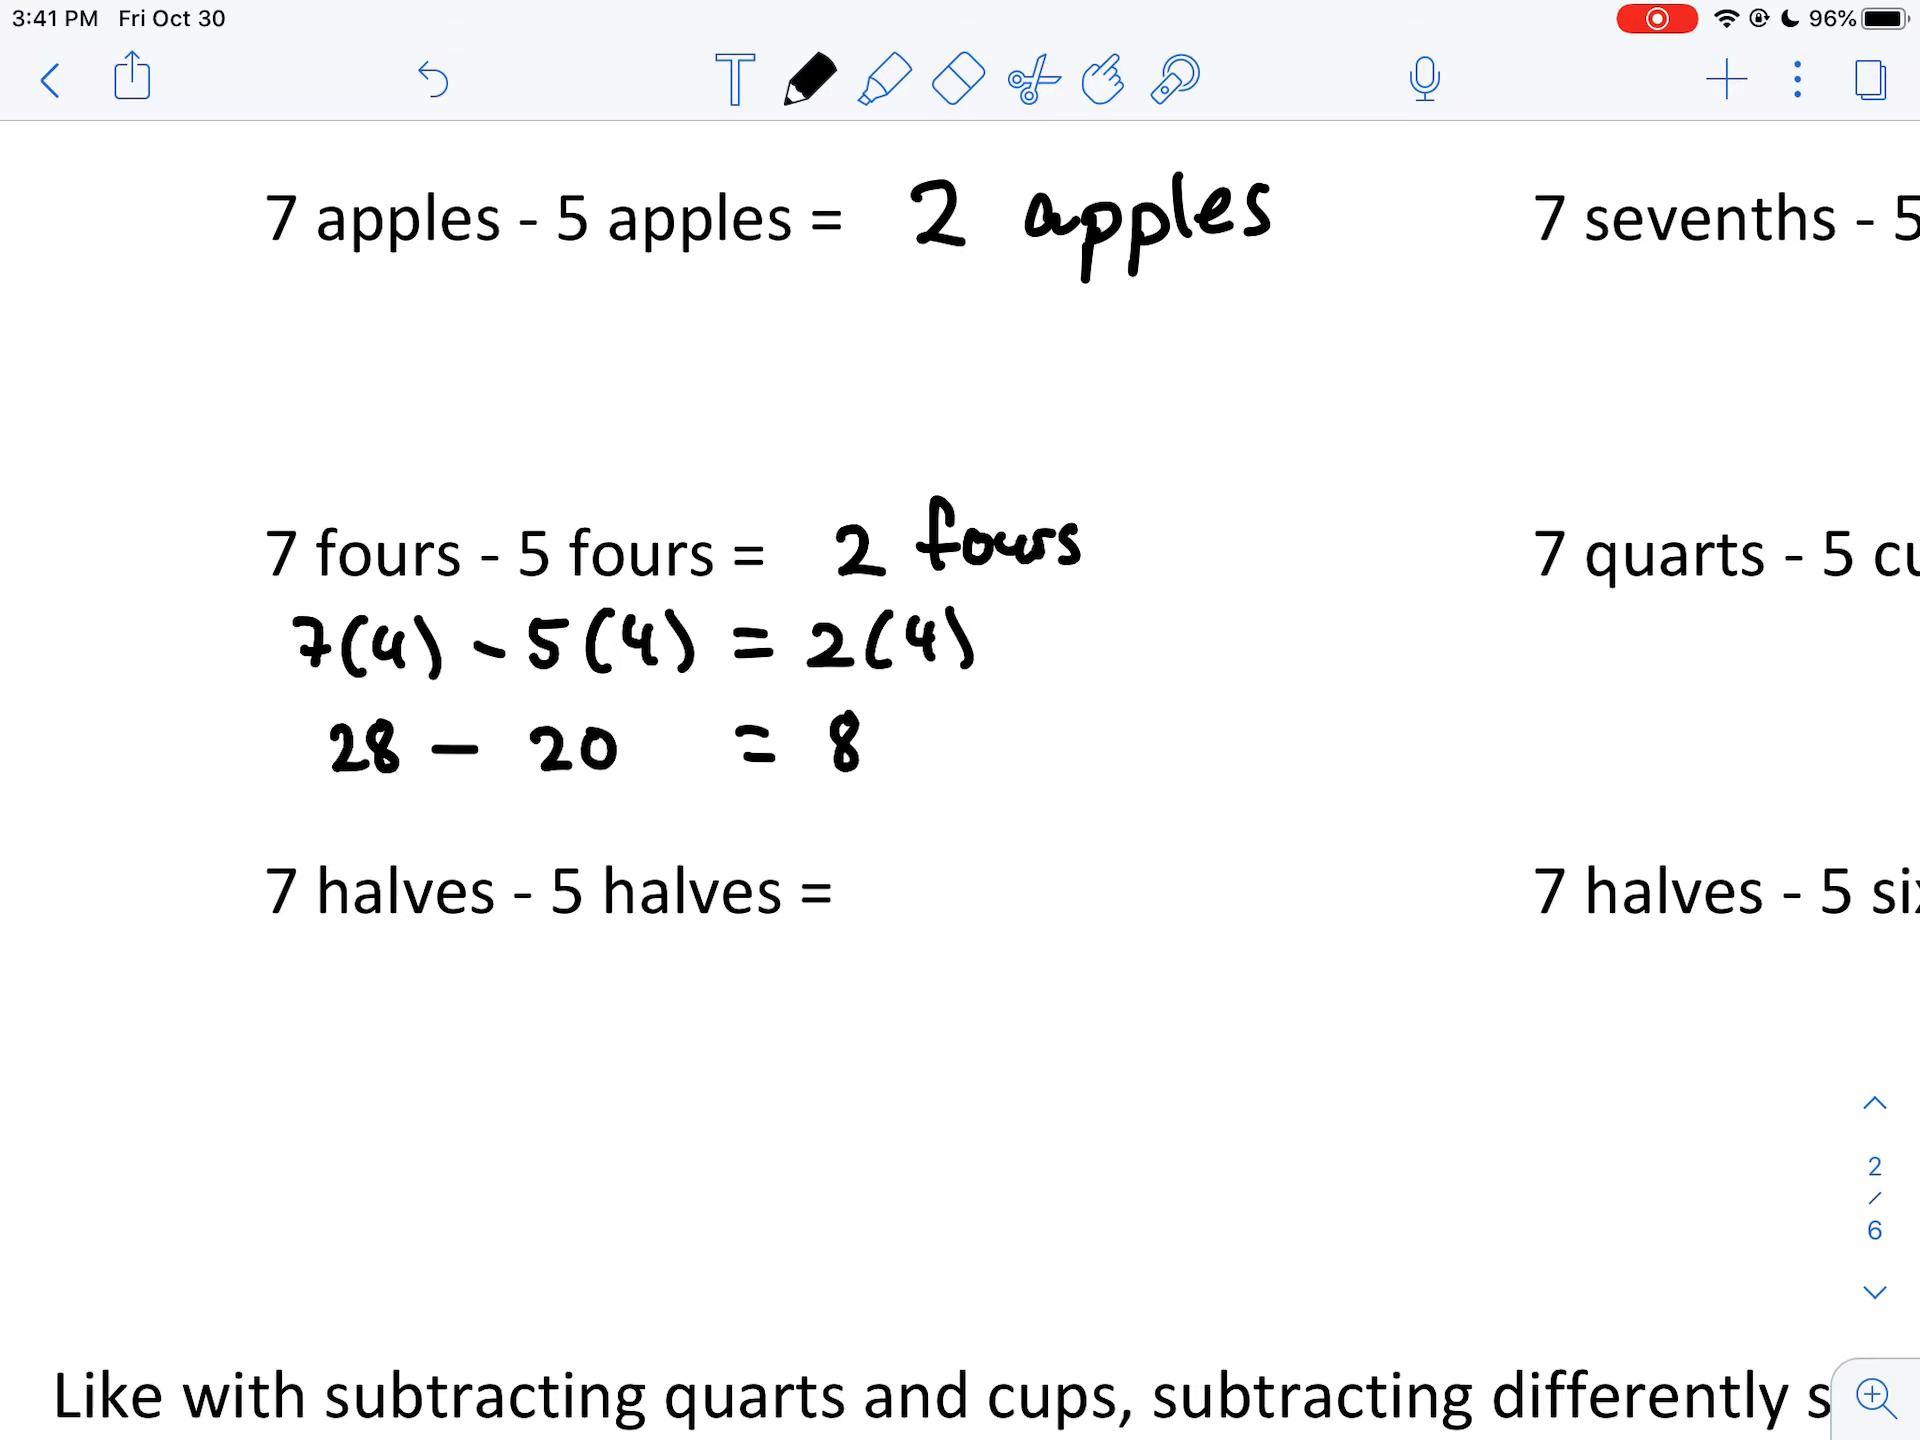 3:41 PM Fri Oct 30
96%
7 apples - 5 apples = 2 apples
7 sevenths - 5
7 fours - 5 fours = 2 fours
7 quarts - 5 cu
7(4) - 5(4) = 2(4)
28 - 20 = 8
7 halves - 5 halves =
7 halves - 5 six
2
/
6
Like with subtracting quarts and cups, subtracting differently s